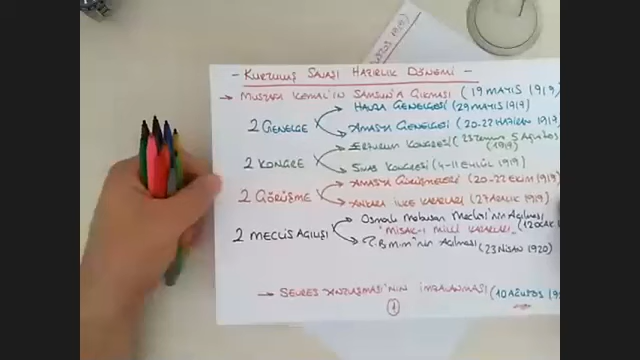 - KURTULUŞ SAVAŞI HAZIRLIK DÖNEMİ -
→ MUSTAFA KEMAL'İN SAMSUN'A ÇIKMASI (19 MAYIS 1919)
2 GENELGE
HAVZA GENELGESİ (29 MAYIS 1919)
AMASYA GENELGESİ (20-22 HAZİRAN 1919)
2 KONGRE
ERZURUM KONGRESİ (23 Temmuz 5 AĞUSTOS 1919)
SİVAS KONGRESİ (4-11 EYLÜL 1919)
2 GÖRÜŞME
AMASYA GÖRÜŞMELERİ (20-22 EKİM 1919)
ANKARA İLKE KARARLARI (27 ARALIK 1919)
2 MECLİS AÇILIŞI
Osmanlı Mebusan Meclisi'nin Açılması
"MİSAK-I MİLLİ KARARLARI" (12 OCAK
T.B.M.M'nin Açılması (23 NİSAN 1920)
→ SEVRES ANTLAŞMASI'NIN İMZALANMASI (10 AĞUSTOS
1